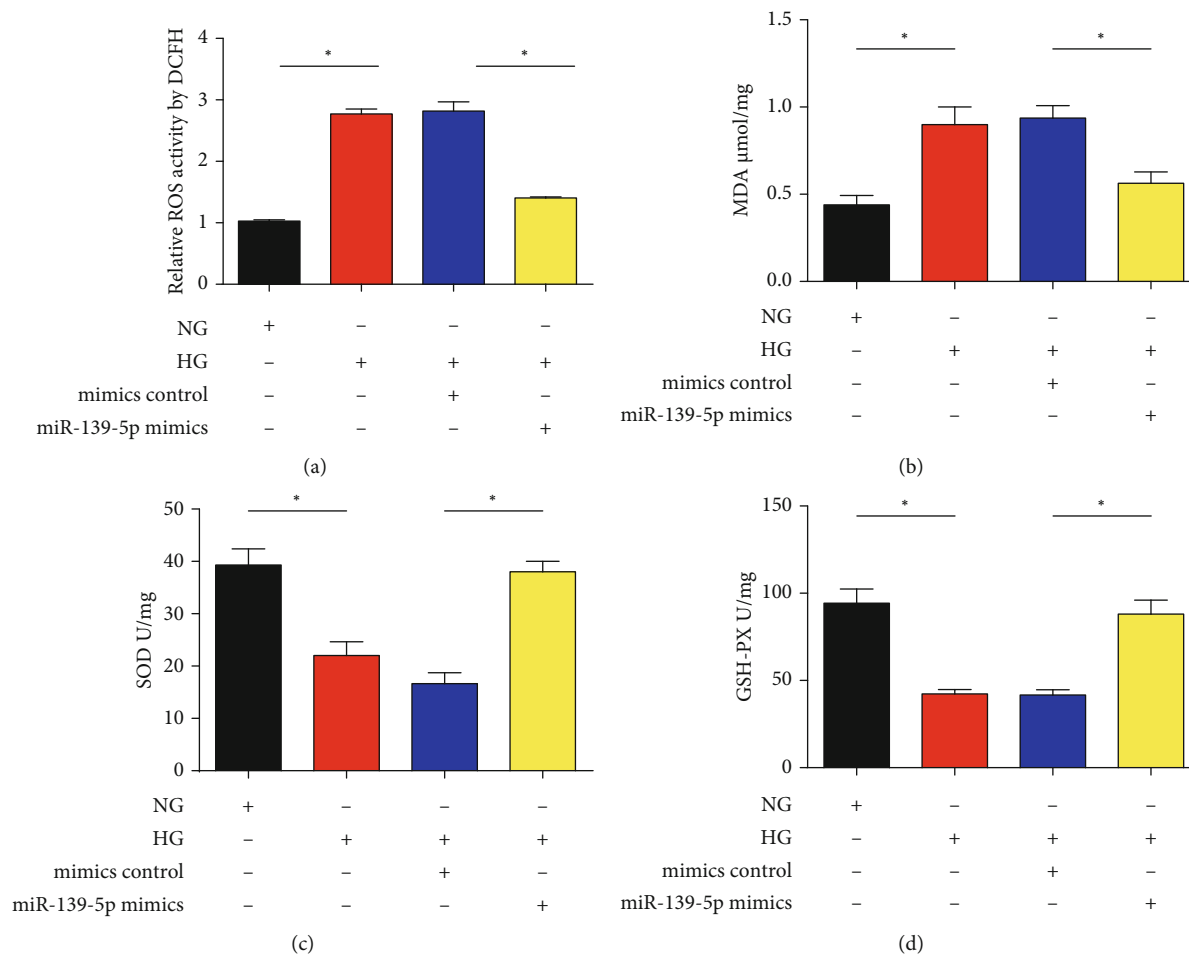 Relative ROS activity by DCFH
4
3
2
1
0
*
*
NG + – – –
HG – + + +
mimics control – – + –
miR-139-5p mimics – – – +
(a)
MDA µmol/mg
1.5
1.0
0.5
0.0
*
*
NG + – – –
HG – + + +
mimics control – – + –
miR-139-5p mimics – – – +
(b)
SOD U/mg
50
40
30
20
10
0
*
*
NG + – – –
HG – + + +
mimics control – – + –
miR-139-5p mimics – – – +
(c)
GSH-PX U/mg
150
100
50
0
*
*
NG + – – –
HG – + + +
mimics control – – + –
miR-139-5p mimics – – – +
(d)